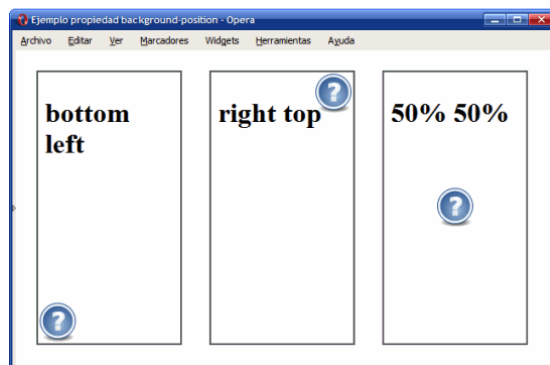 Ejemplo propiedad background-position - Opera
Archivo Editar Ver Marcadores Widgets Herramientas Ayuda
bottom
left
?
right top
?
50% 50%
?